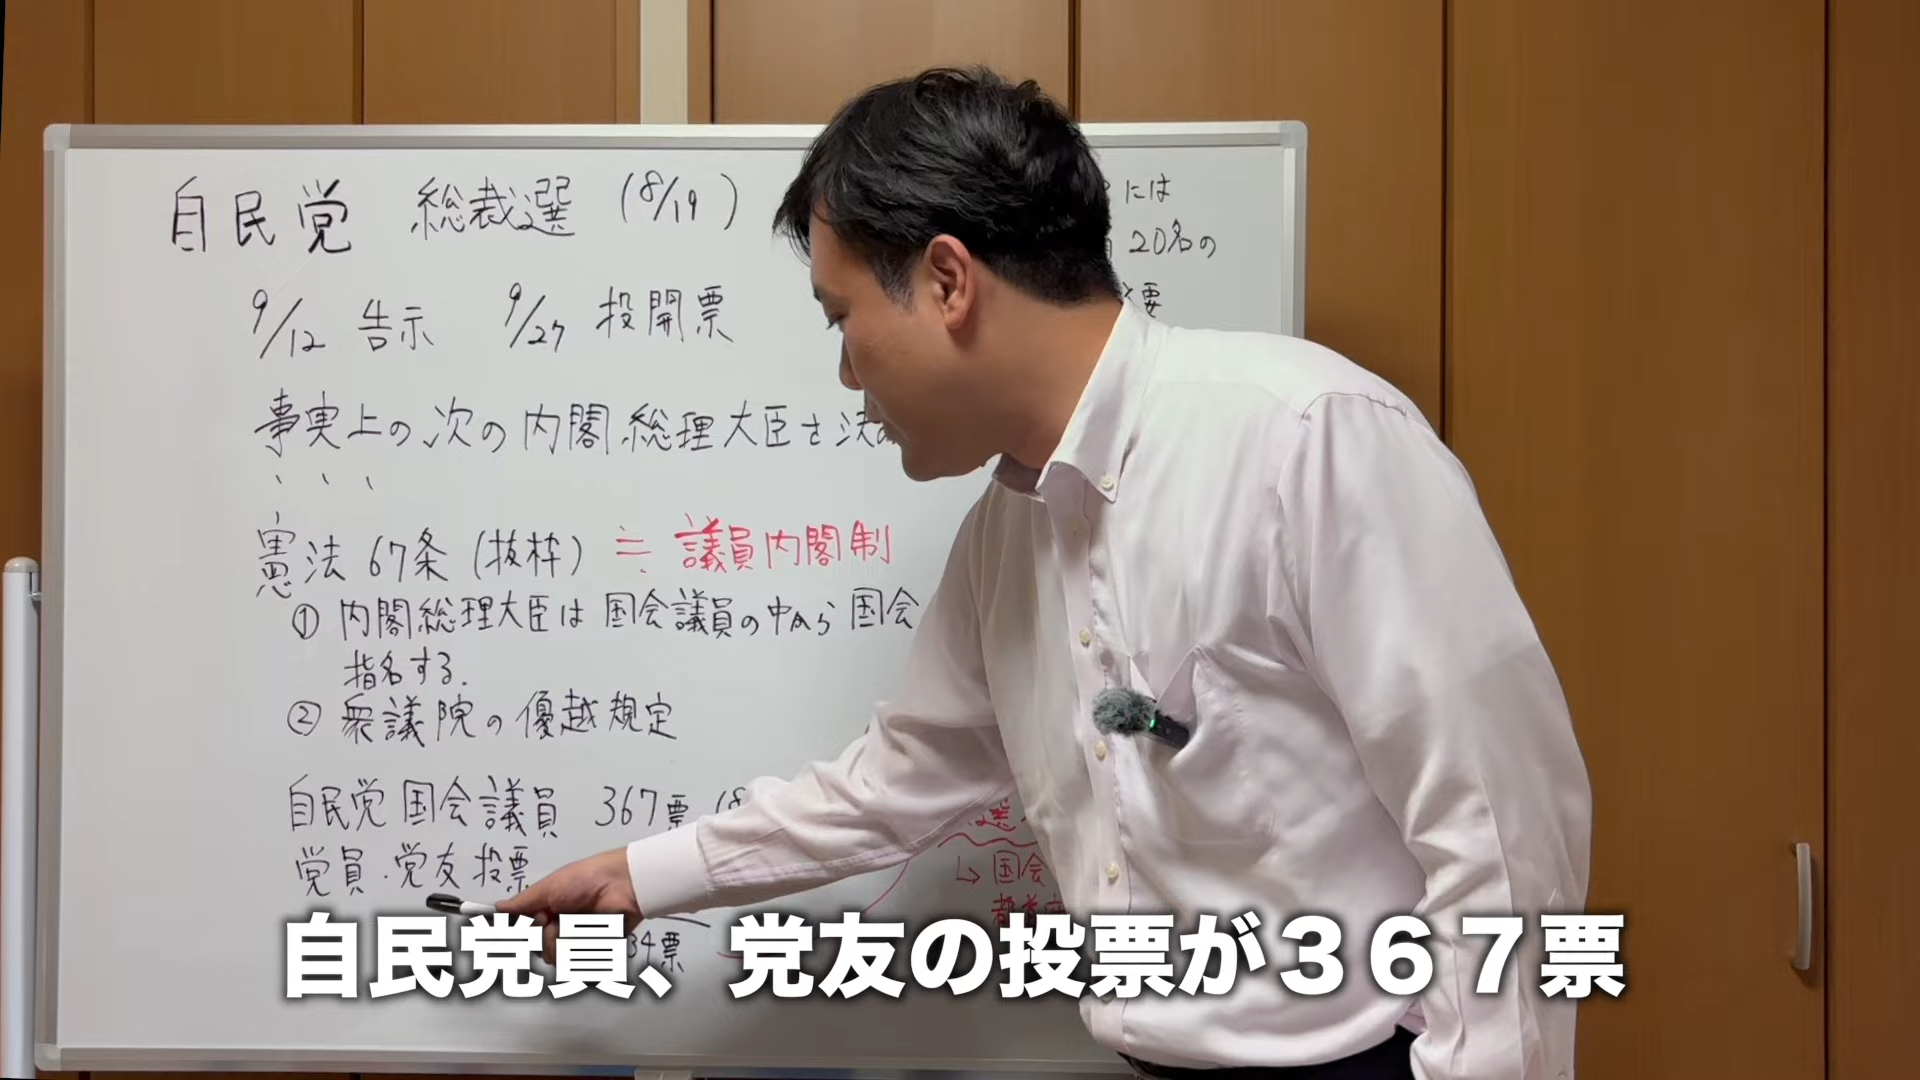 自民党 総裁選 (8/19)
9/12 告示 9/27 投開票
事実上の次の内閣総理大臣を決め
憲法 67条 (抜粋) ≒ 議員内閣制
① 内閣総理大臣は国会議員の中から国会
指名する.
② 衆議院の優越規定
自民党国会議員 367票 (8
党員・党友投票
34票
には
20名の
必要
選
↳ 国会
自民党員、党友の投票が３６７票